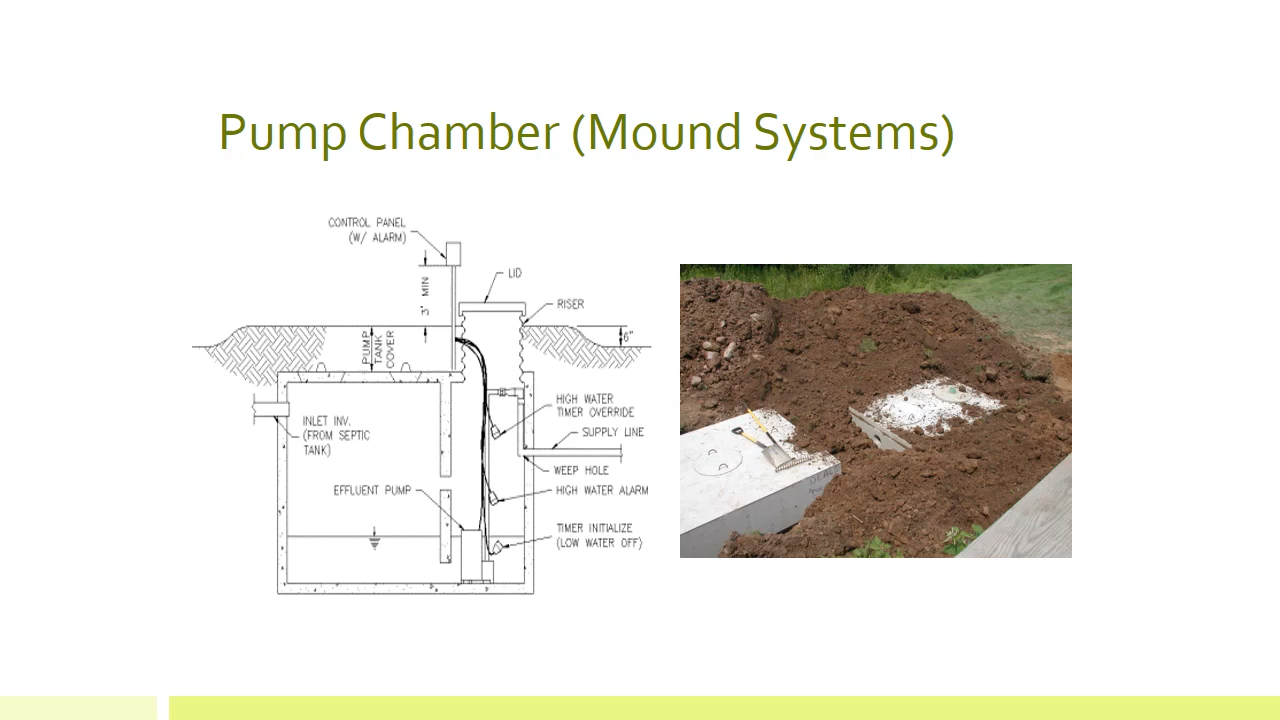 Pump Chamber (Mound Systems)
CONTROL PANEL
(W/ ALARM)
LID
3' MIN
RISER
PUMP
TANK
COVER
6"
HIGH WATER
TIMER OVERRIDE
INLET INV.
(FROM SEPTIC
TANK)
SUPPLY LINE
WEEP HOLE
EFFLUENT PUMP
HIGH WATER ALARM
TIMER INITIALIZE
(LOW WATER OFF)